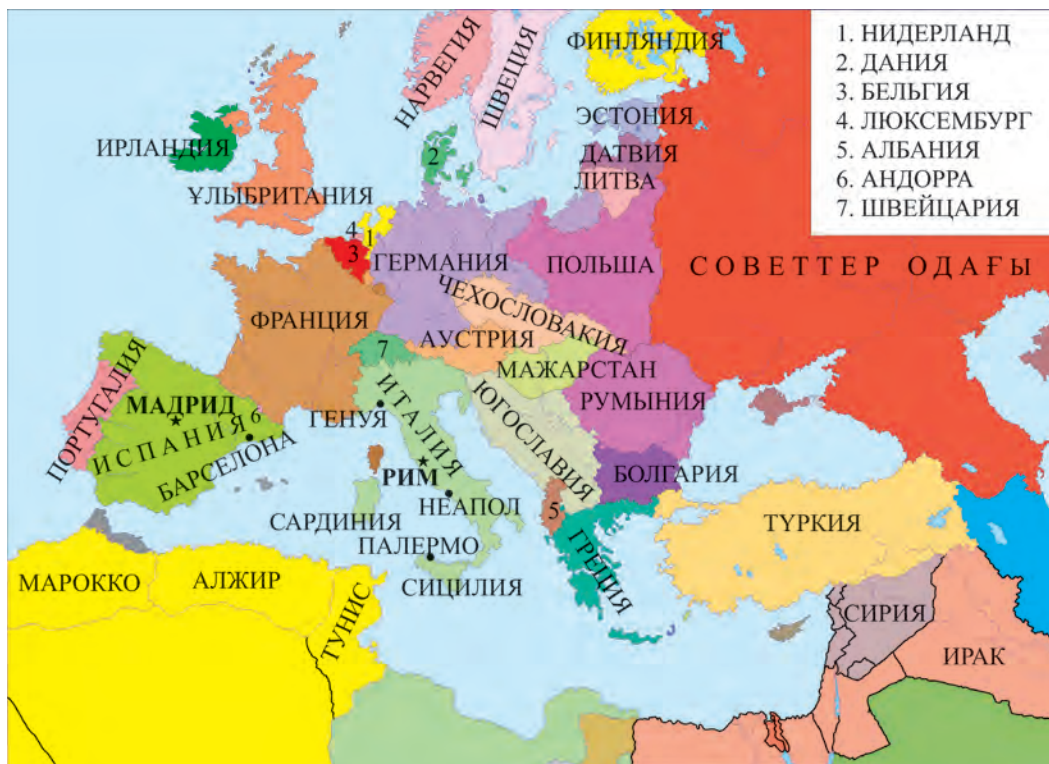 1. НИДЕРЛАНД
2. ДАНИЯ
3. БЕЛЬГИЯ
4. ЛЮКСЕМБУРГ
5. АЛБАНИЯ
6. АНДОРРА
7. ШВЕЙЦАРИЯ
НОРВЕГИЯ
ШВЕЦИЯ
ФИНЛЯНДИЯ
ЭСТОНИЯ
ДАТВИЯ
ЛИТВА
ИРЛАНДИЯ
ҰЛЫБРИТАНИЯ
2
4
1
3
ГЕРМАНИЯ
ПОЛЬША
СОВЕТТЕР ОДАҒЫ
ЧЕХОСЛОВАКИЯ
ФРАНЦИЯ
АУСТРИЯ
7
МАЖАРСТАН
РУМЫНИЯ
ПОРТУГАЛИЯ
МАДРИД
ИСПАНИЯ
6
БАРСЕЛОНА
ГЕНУЯ
ИТАЛИЯ
ЮГОСЛАВИЯ
БОЛГАРИЯ
РИМ
НЕАПОЛ
5
ГРЕЦИЯ
ТҮРКИЯ
САРДИНИЯ
ПАЛЕРМО
СИЦИЛИЯ
МАРОККО
АЛЖИР
ТУНИС
СИРИЯ
ИРАК